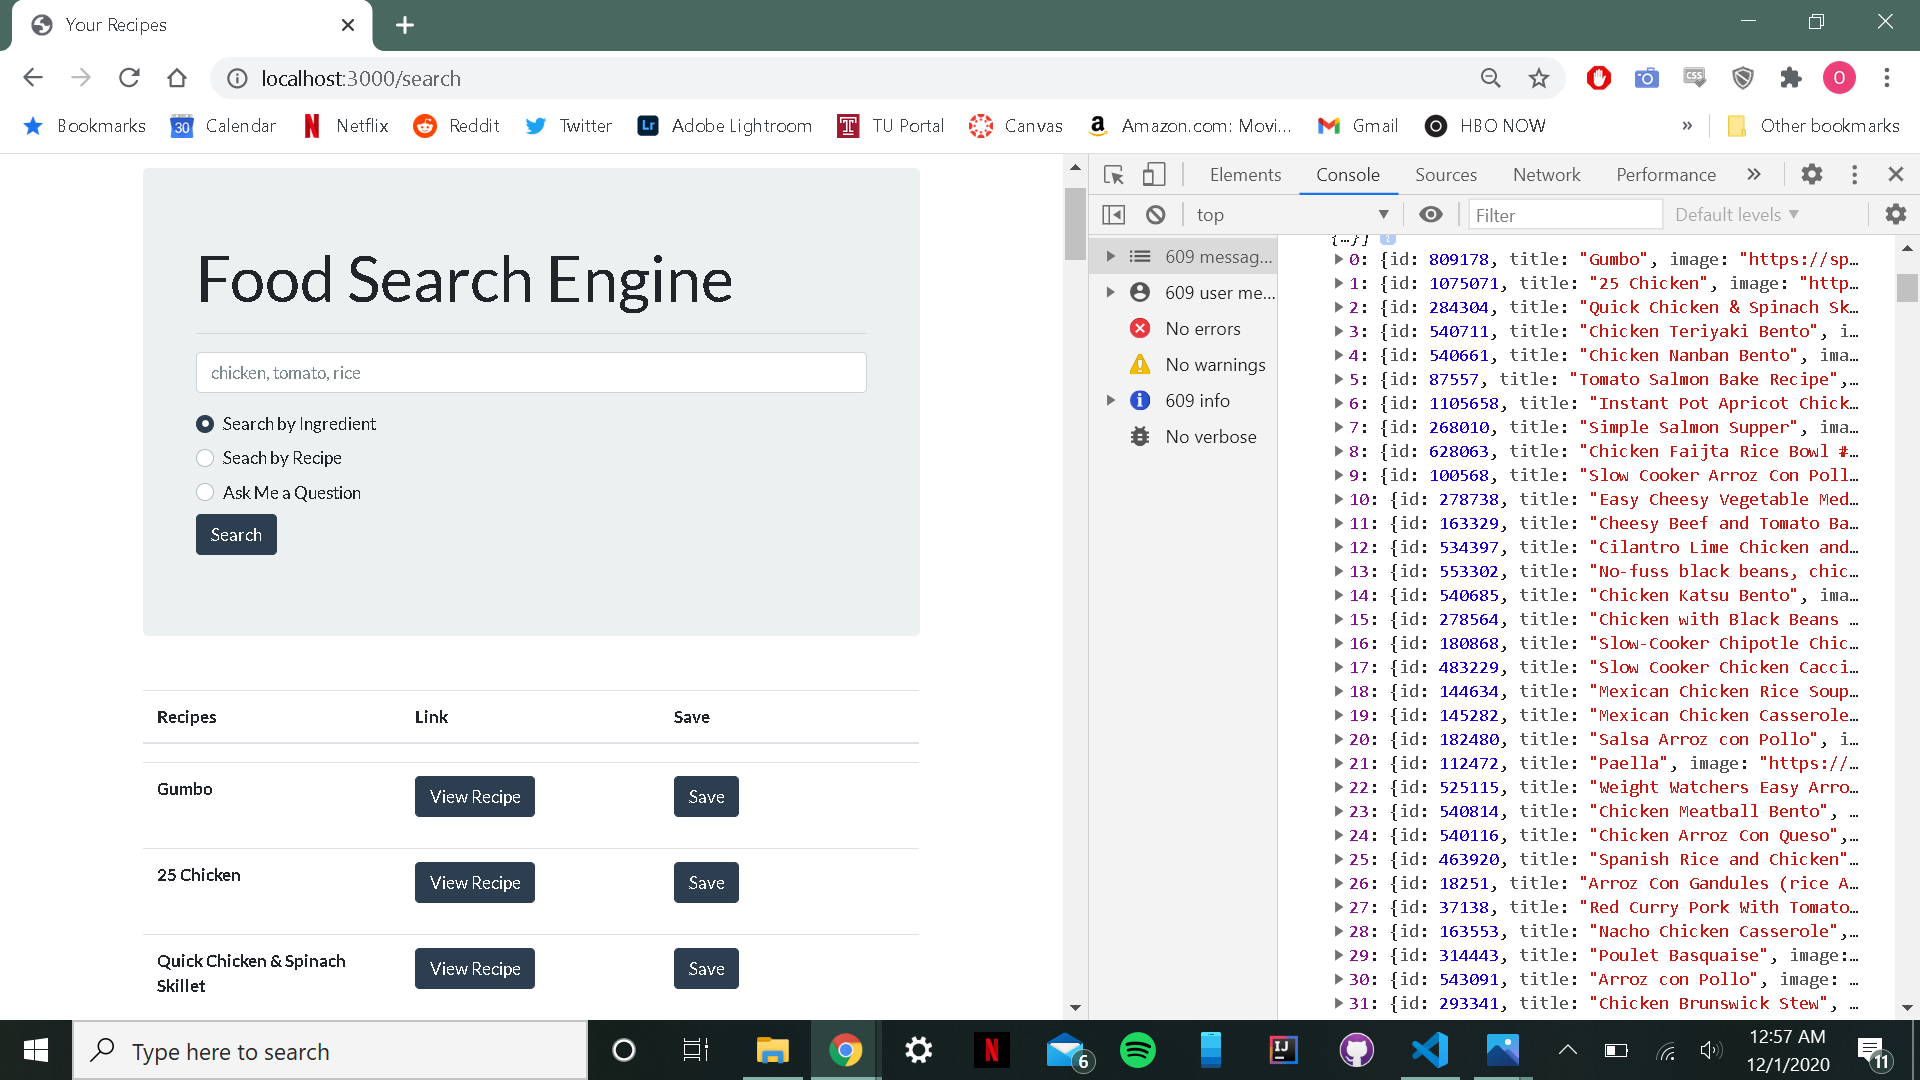 Your Recipes
localhost:3000/search
Bookmarks Calendar Netflix Reddit Twitter Adobe Lightroom TU Portal Canvas Amazon.com: Movi... Gmail HBO NOW » Other bookmarks
Food Search Engine
chicken, tomato, rice
Search by Ingredient
Seach by Recipe
Ask Me a Question
Search
Recipes Link Save
Gumbo View Recipe Save
25 Chicken View Recipe Save
Quick Chicken & Spinach
Skillet View Recipe Save
Elements Console Sources Network Performance »
top Filter Default levels
609 messag...
609 user me...
No errors
No warnings
609 info
No verbose
{…}]
0: {id: 809178, title: "Gumbo", image: "https://sp…
1: {id: 1075071, title: "25 Chicken", image: "http…
2: {id: 284304, title: "Quick Chicken & Spinach Sk…
3: {id: 540711, title: "Chicken Teriyaki Bento", i…
4: {id: 540661, title: "Chicken Nanban Bento", ima…
5: {id: 87557, title: "Tomato Salmon Bake Recipe",…
6: {id: 1105658, title: "Instant Pot Apricot Chick…
7: {id: 268010, title: "Simple Salmon Supper", ima…
8: {id: 628063, title: "Chicken Faijta Rice Bowl #…
9: {id: 100568, title: "Slow Cooker Arroz Con Poll…
10: {id: 278738, title: "Easy Cheesy Vegetable Med…
11: {id: 163329, title: "Cheesy Beef and Tomato Ba…
12: {id: 534397, title: "Cilantro Lime Chicken and…
13: {id: 553302, title: "No-fuss black beans, chic…
14: {id: 540685, title: "Chicken Katsu Bento", ima…
15: {id: 278564, title: "Chicken with Black Beans …
16: {id: 180868, title: "Slow-Cooker Chipotle Chic…
17: {id: 483229, title: "Slow Cooker Chicken Cacci…
18: {id: 144634, title: "Mexican Chicken Rice Soup…
19: {id: 145282, title: "Mexican Chicken Casserole…
20: {id: 182480, title: "Salsa Arroz con Pollo", i…
21: {id: 112472, title: "Paella", image: "https://…
22: {id: 525115, title: "Weight Watchers Easy Arro…
23: {id: 540814, title: "Chicken Meatball Bento", …
24: {id: 540116, title: "Chicken Arroz Con Queso",…
25: {id: 463920, title: "Spanish Rice and Chicken"…
26: {id: 18251, title: "Arroz Con Gandules (rice A…
27: {id: 37138, title: "Red Curry Pork With Tomato…
28: {id: 163553, title: "Nacho Chicken Casserole",…
29: {id: 314443, title: "Poulet Basquaise", image:…
30: {id: 543091, title: "Arroz con Pollo", image: …
31: {id: 293341, title: "Chicken Brunswick Stew", …
Type here to search
6
12:57 AM
12/1/2020
11